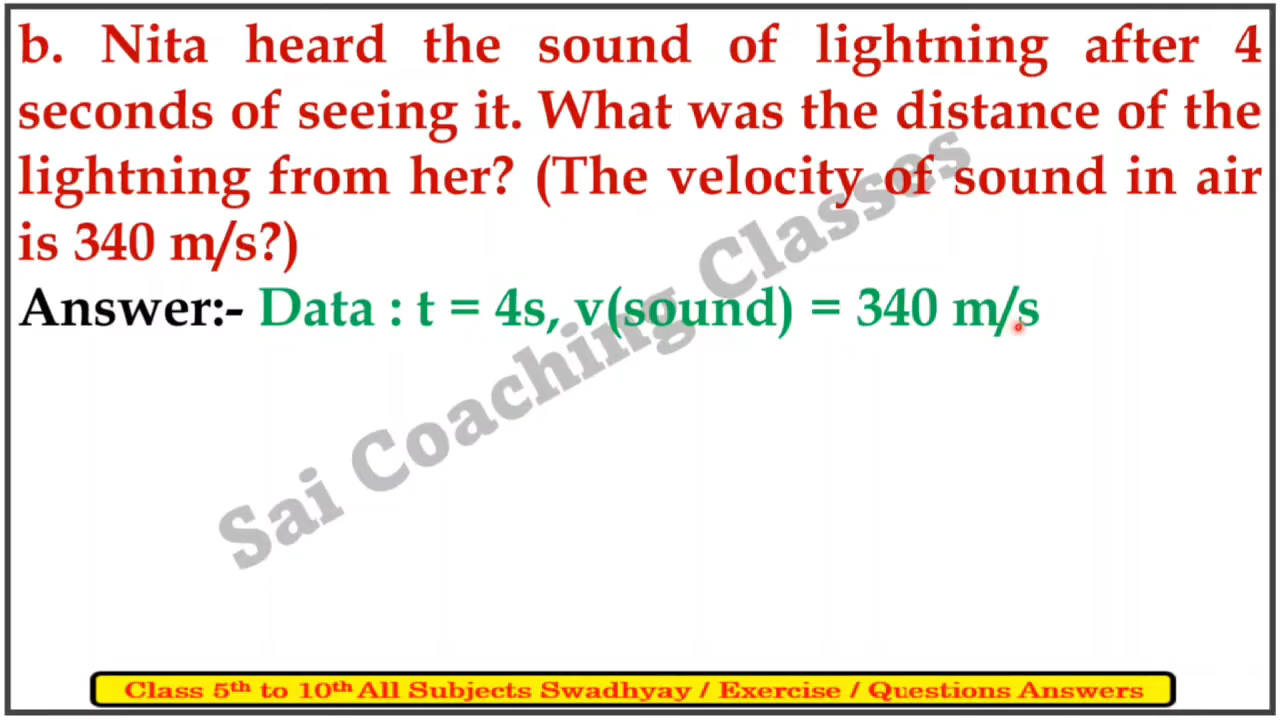 b. Nita heard the sound of lightning after 4
seconds of seeing it. What was the distance of the
lightning from her? (The velocity of sound in air
is 340 m/s?)
Answer:- Data : t = 4s, v(sound) = 340 m/s
Sai Coaching Classes
Class 5th to 10th All Subjects Swadhyay / Exercise / Questions Answers